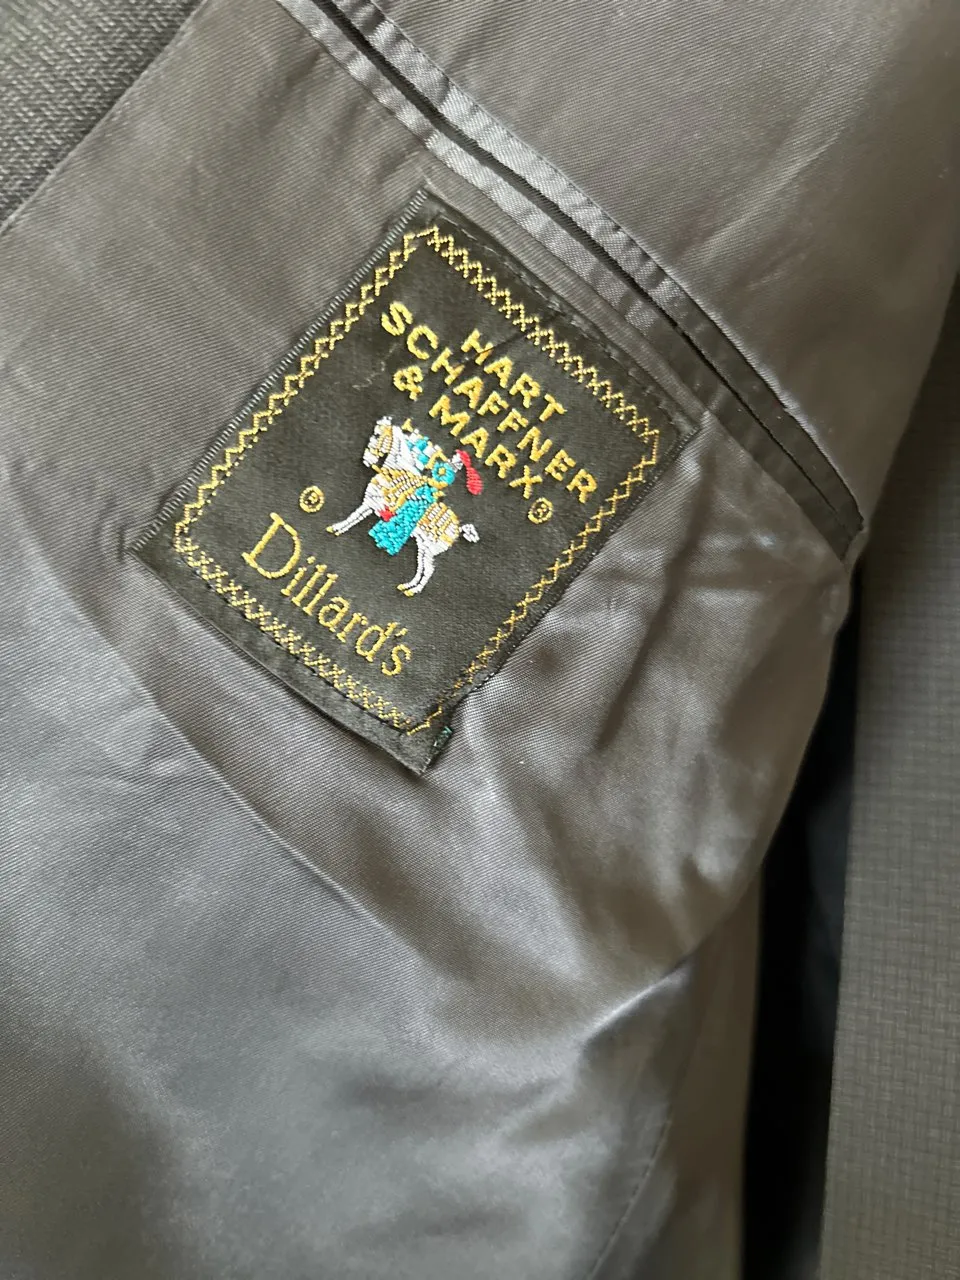 HART
SCHAFFNER
& MARX®
®
Dillard's